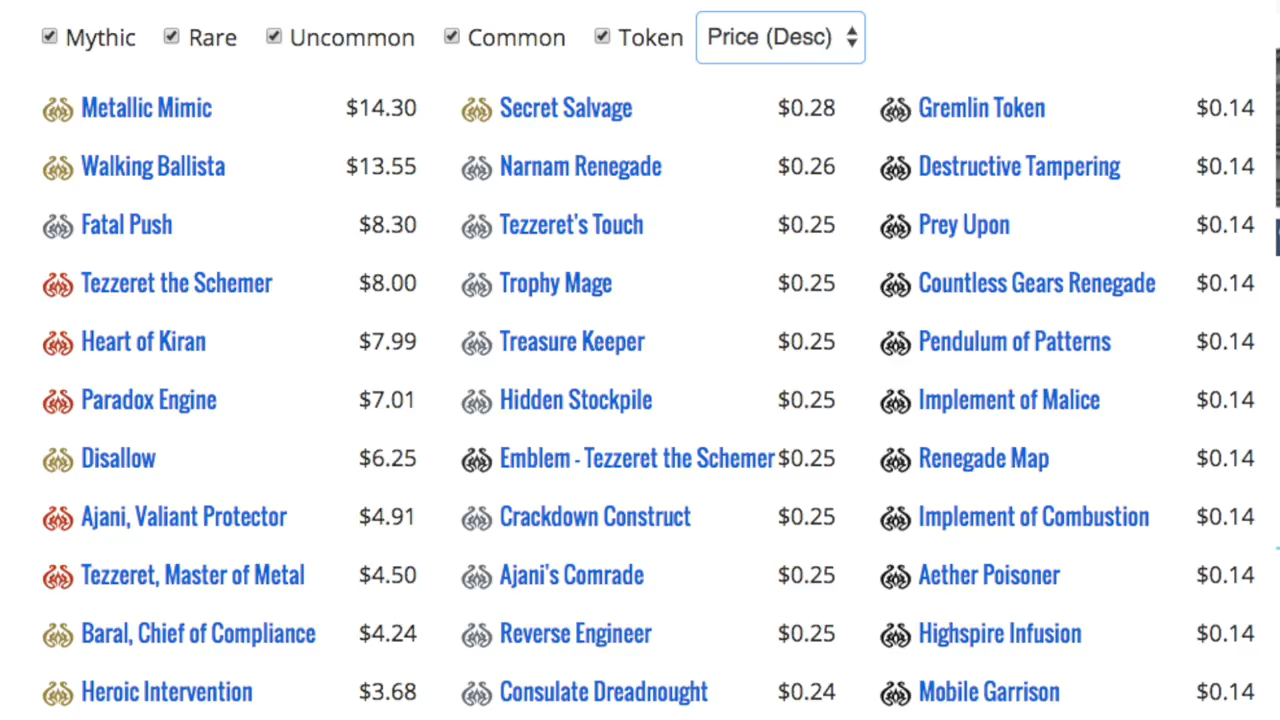 Mythic Rare Uncommon Common Token Price (Desc)
Metallic Mimic $14.30 Secret Salvage $0.28 Gremlin Token $0.14
Walking Ballista $13.55 Narnam Renegade $0.26 Destructive Tampering $0.14
Fatal Push $8.30 Tezzeret's Touch $0.25 Prey Upon $0.14
Tezzeret the Schemer $8.00 Trophy Mage $0.25 Countless Gears Renegade $0.14
Heart of Kiran $7.99 Treasure Keeper $0.25 Pendulum of Patterns $0.14
Paradox Engine $7.01 Hidden Stockpile $0.25 Implement of Malice $0.14
Disallow $6.25 Emblem - Tezzeret the Schemer $0.25 Renegade Map $0.14
Ajani, Valiant Protector $4.91 Crackdown Construct $0.25 Implement of Combustion $0.14
Tezzeret, Master of Metal $4.50 Ajani's Comrade $0.25 Aether Poisoner $0.14
Baral, Chief of Compliance $4.24 Reverse Engineer $0.25 Highspire Infusion $0.14
Heroic Intervention $3.68 Consulate Dreadnought $0.24 Mobile Garrison $0.14